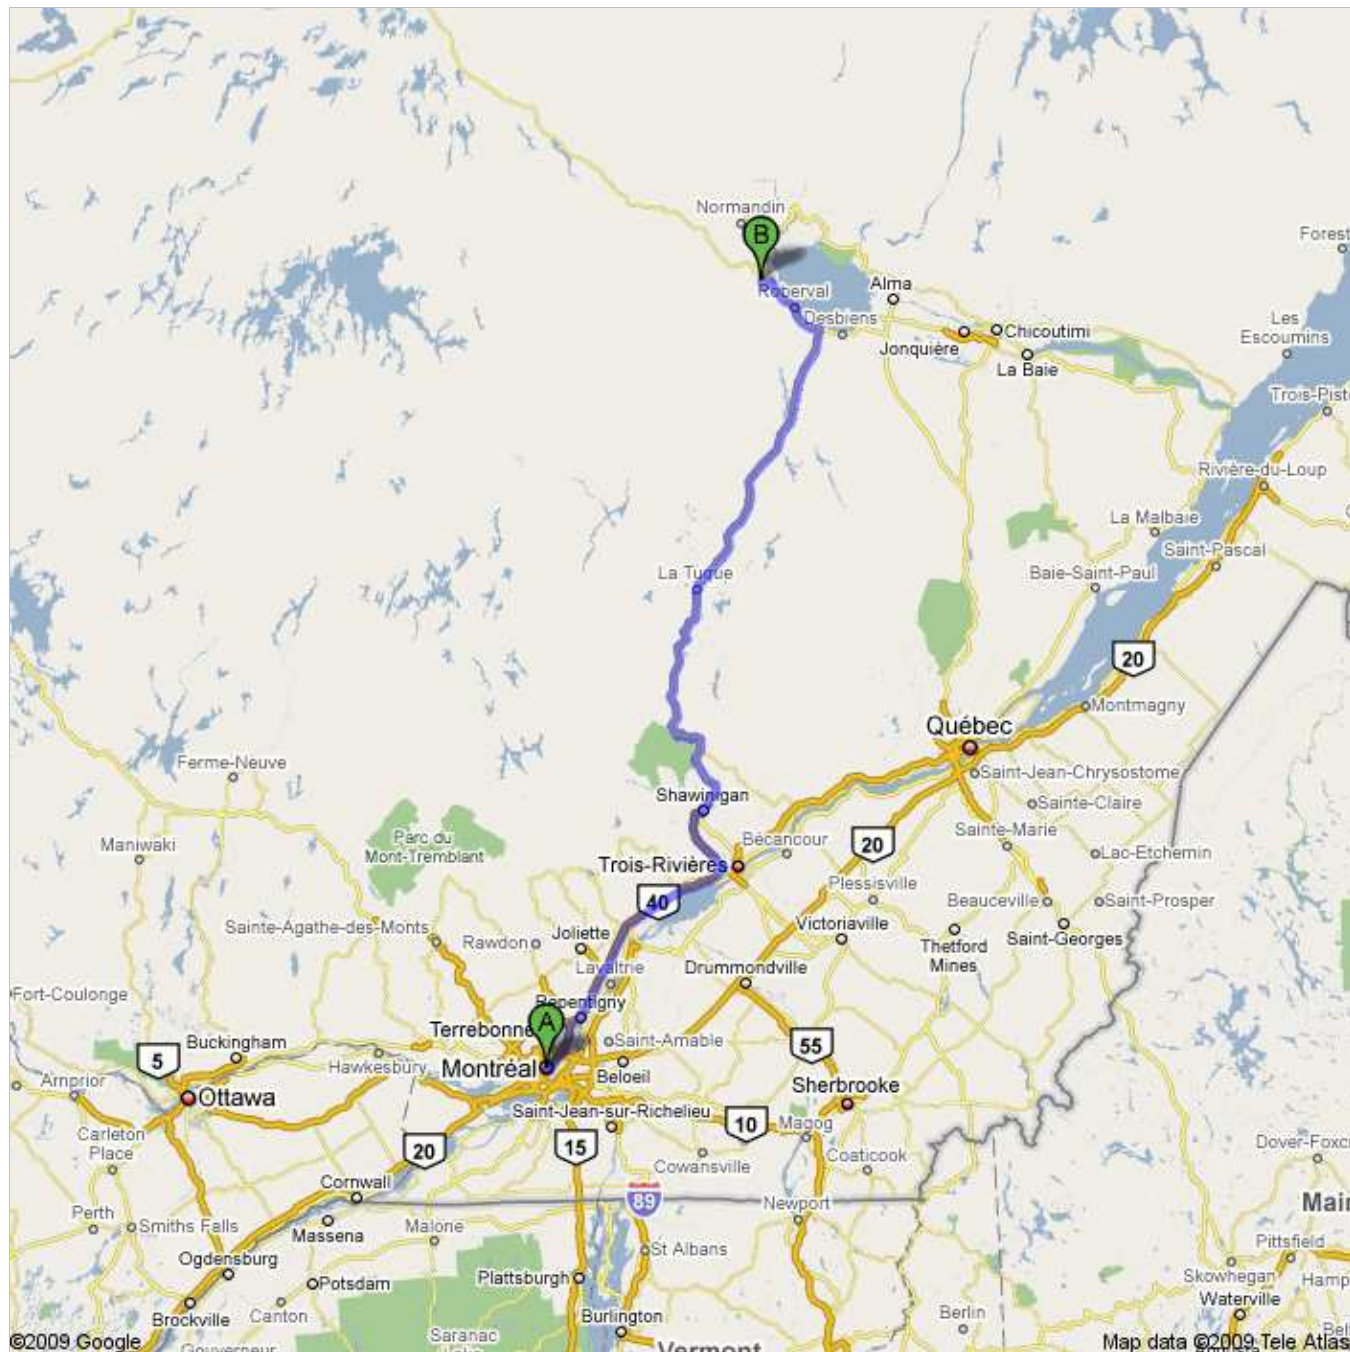 Normandin
B
Forest
Roberval
Alma
Desbiens
Chicoutimi
Jonquière
La Baie
Les
Escoumins
Trois-Pist
Rivière-du-Loup
La Malbaie
Saint-Pascal
La Tuque
Baie-Saint-Paul
20
Montmagny
Québec
Ferme-Neuve
Saint-Jean-Chrysostome
Shawinigan
Sainte-Claire
Parc du
Mont-Tremblant
Bécancour
20
Sainte-Marie
Maniwaki
Lac-Etchemin
Trois-Rivières
Plessisville
40
Beauceville
Saint-Prosper
Sainte-Agathe-des-Monts
Joliette
Victoriaville
Rawdon
Thetford
Mines
Saint-Georges
Lavaltrie
Drummondville
Fort-Coulonge
Repentigny
Terrebonne
A
Saint-Amable
Buckingham
5
55
Hawkesbury
Montréal
Beloeil
Arnprior
Ottawa
Sherbrooke
Saint-Jean-sur-Richelieu
10
Magog
Carleton
Place
20
15
Coaticook
Cowansville
Dover-Foxcr
Cornwall
89
Newport
Main
Perth
Smiths Falls
Massena
Malone
Pittsfield
Ogdensburg
St Albans
Potsdam
Plattsburgh
Skowhegan
Hamp
Canton
Waterville
Brockville
Burlington
Berlin
Saranac
©2009 Google
Gouverneur
Vermont
Map data ©2009 Tele Atlas